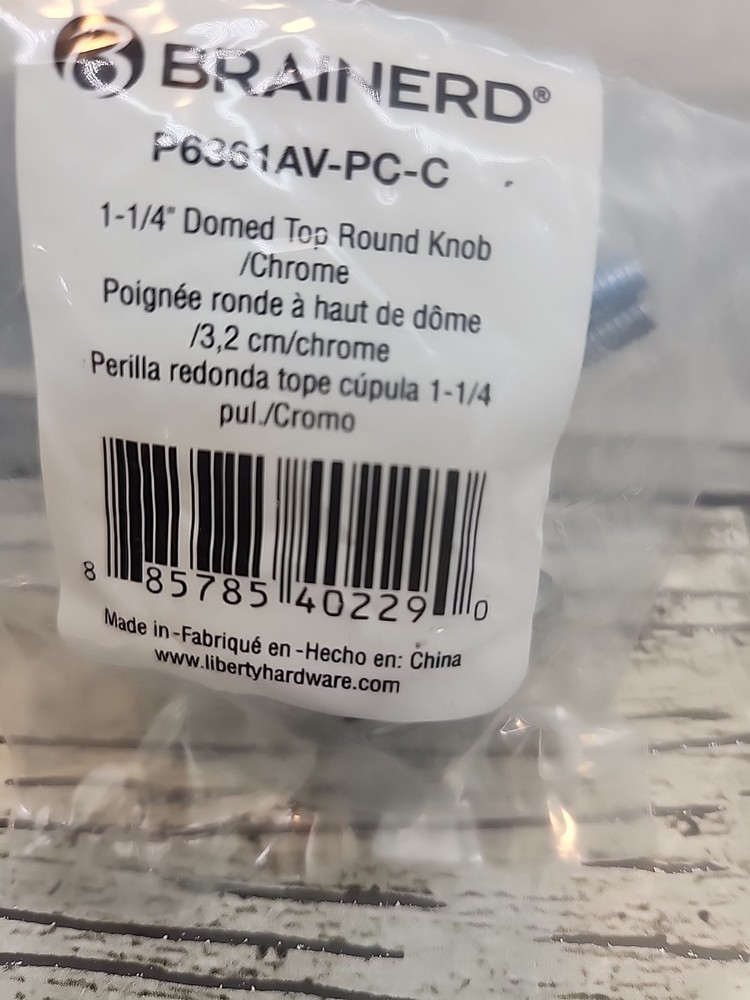 BRAINERD®
P6361AV-PC-C
1-1/4" Domed Top Round Knob
/Chrome
Poignée ronde à haut de dôme
/3,2 cm/chrome
Perilla redonda tope cúpula 1-1/4
pul./Cromo
8 85785 40229 0
Made in-Fabriqué en-Hecho en: China
www.libertyhardware.com